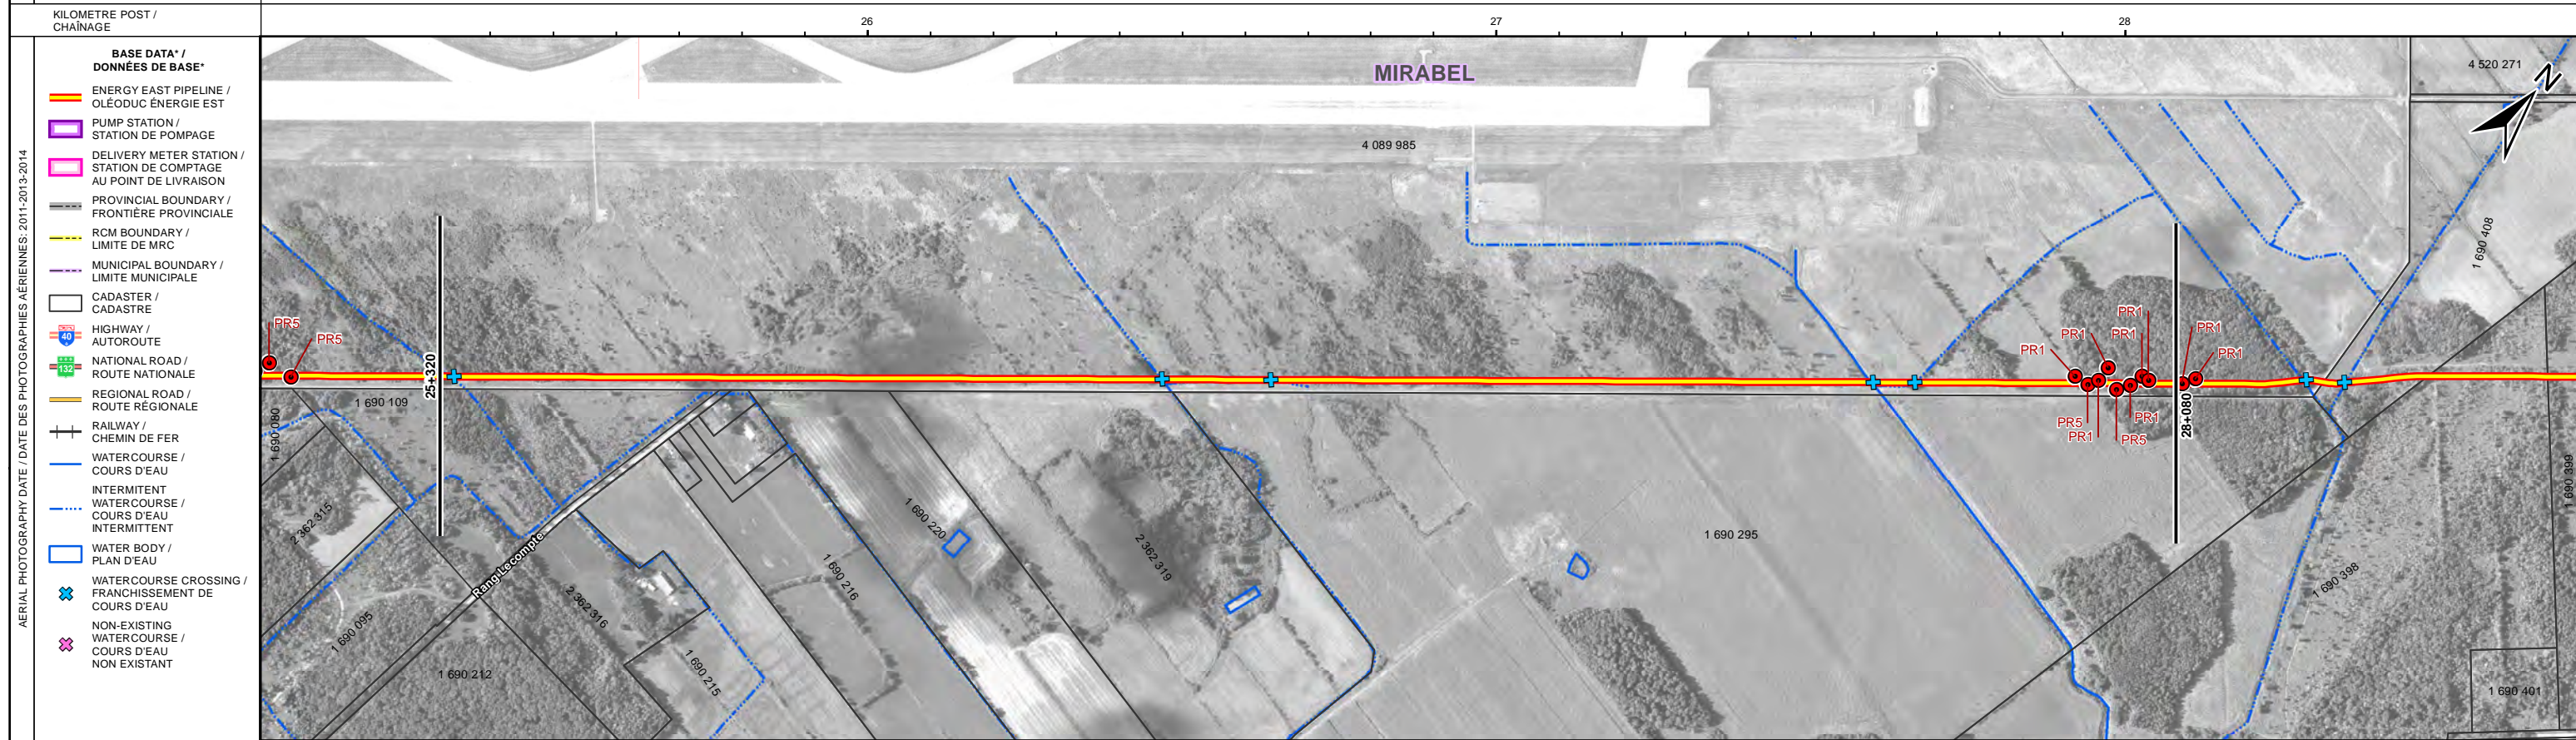 KILOMETRE POST /
CHAÎNAGE
26
27
28
AERIAL PHOTOGRAPHY DATE / DATE DES PHOTOGRAPHIES AÉRIENNES: 2011-2013-2014
BASE DATA* /
DONNÉES DE BASE*
ENERGY EAST PIPELINE /
OLÉODUC ÉNERGIE EST
PUMP STATION /
STATION DE POMPAGE
DELIVERY METER STATION /
STATION DE COMPTAGE
AU POINT DE LIVRAISON
PROVINCIAL BOUNDARY /
FRONTIÈRE PROVINCIALE
RCM BOUNDARY /
LIMITE DE MRC
MUNICIPAL BOUNDARY /
LIMITE MUNICIPALE
CADASTER /
CADASTRE
40
HIGHWAY /
AUTOROUTE
132
NATIONAL ROAD /
ROUTE NATIONALE
REGIONAL ROAD /
ROUTE RÉGIONALE
RAILWAY /
CHEMIN DE FER
WATERCOURSE /
COURS D'EAU
INTERMITENT
WATERCOURSE /
COURS D'EAU
INTERMITTENT
WATER BODY /
PLAN D'EAU
WATERCOURSE CROSSING /
FRANCHISSEMENT DE
COURS D'EAU
NON-EXISTING
WATERCOURSE /
COURS D'EAU
NON EXISTANT
MIRABEL
4 520 271
N
4 089 985
1 690 408
PR5
PR5
25+320
PR1
PR1
PR1
PR1
PR1
PR1
PR5
PR1
PR5
PR1
28+080
1 690 109
1 690 080
2 362 315
1 690 095
Rang Lecompte
1 690 212
2 362 316
1 690 215
1 690 216
1 690 220
2 362 319
1 690 295
1 690 398
1 690 399
1 690 401